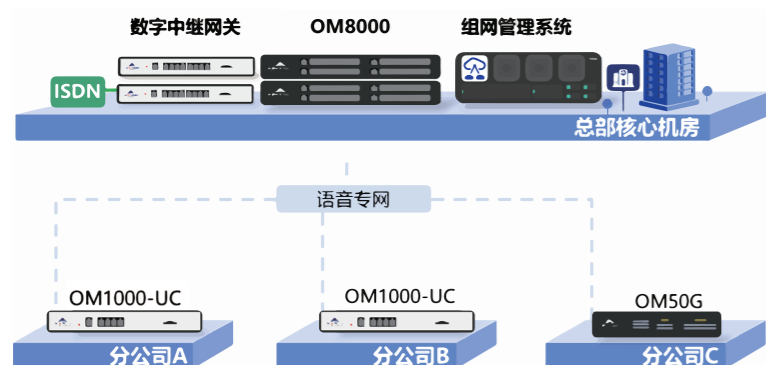 数字中继网关
OM8000
组网管理系统
ISDN
总部核心机房
语音专网
OM1000-UC
OM1000-UC
OM50G
分公司A
分公司B
分公司C